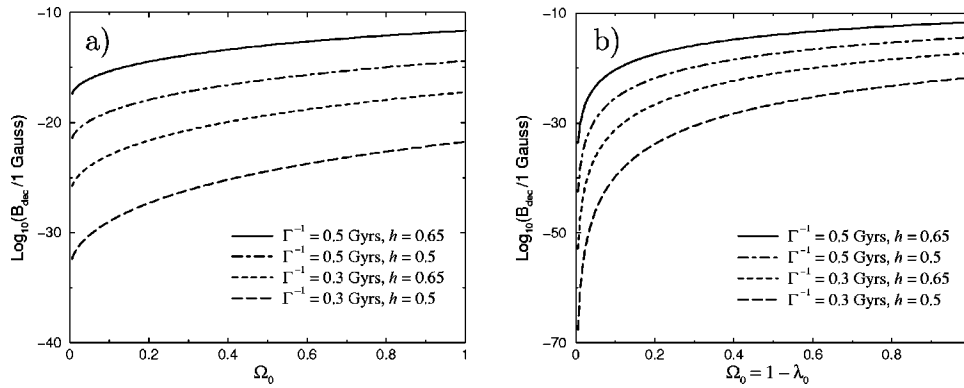 a)
Log₁₀(B_dec/1 Gauss)
−10
−20
−30
−40
0
0.2
0.4
0.6
0.8
1
Ω₀
Γ⁻¹ = 0.5 Gyrs, h = 0.65
Γ⁻¹ = 0.5 Gyrs, h = 0.5
Γ⁻¹ = 0.3 Gyrs, h = 0.65
Γ⁻¹ = 0.3 Gyrs, h = 0.5
b)
Log₁₀(B_dec/1 Gauss)
−10
−30
−50
−70
0
0.2
0.4
0.6
0.8
Ω₀ = 1 − λ₀
Γ⁻¹ = 0.5 Gyrs, h = 0.65
Γ⁻¹ = 0.5 Gyrs, h = 0.5
Γ⁻¹ = 0.3 Gyrs, h = 0.65
Γ⁻¹ = 0.3 Gyrs, h = 0.5